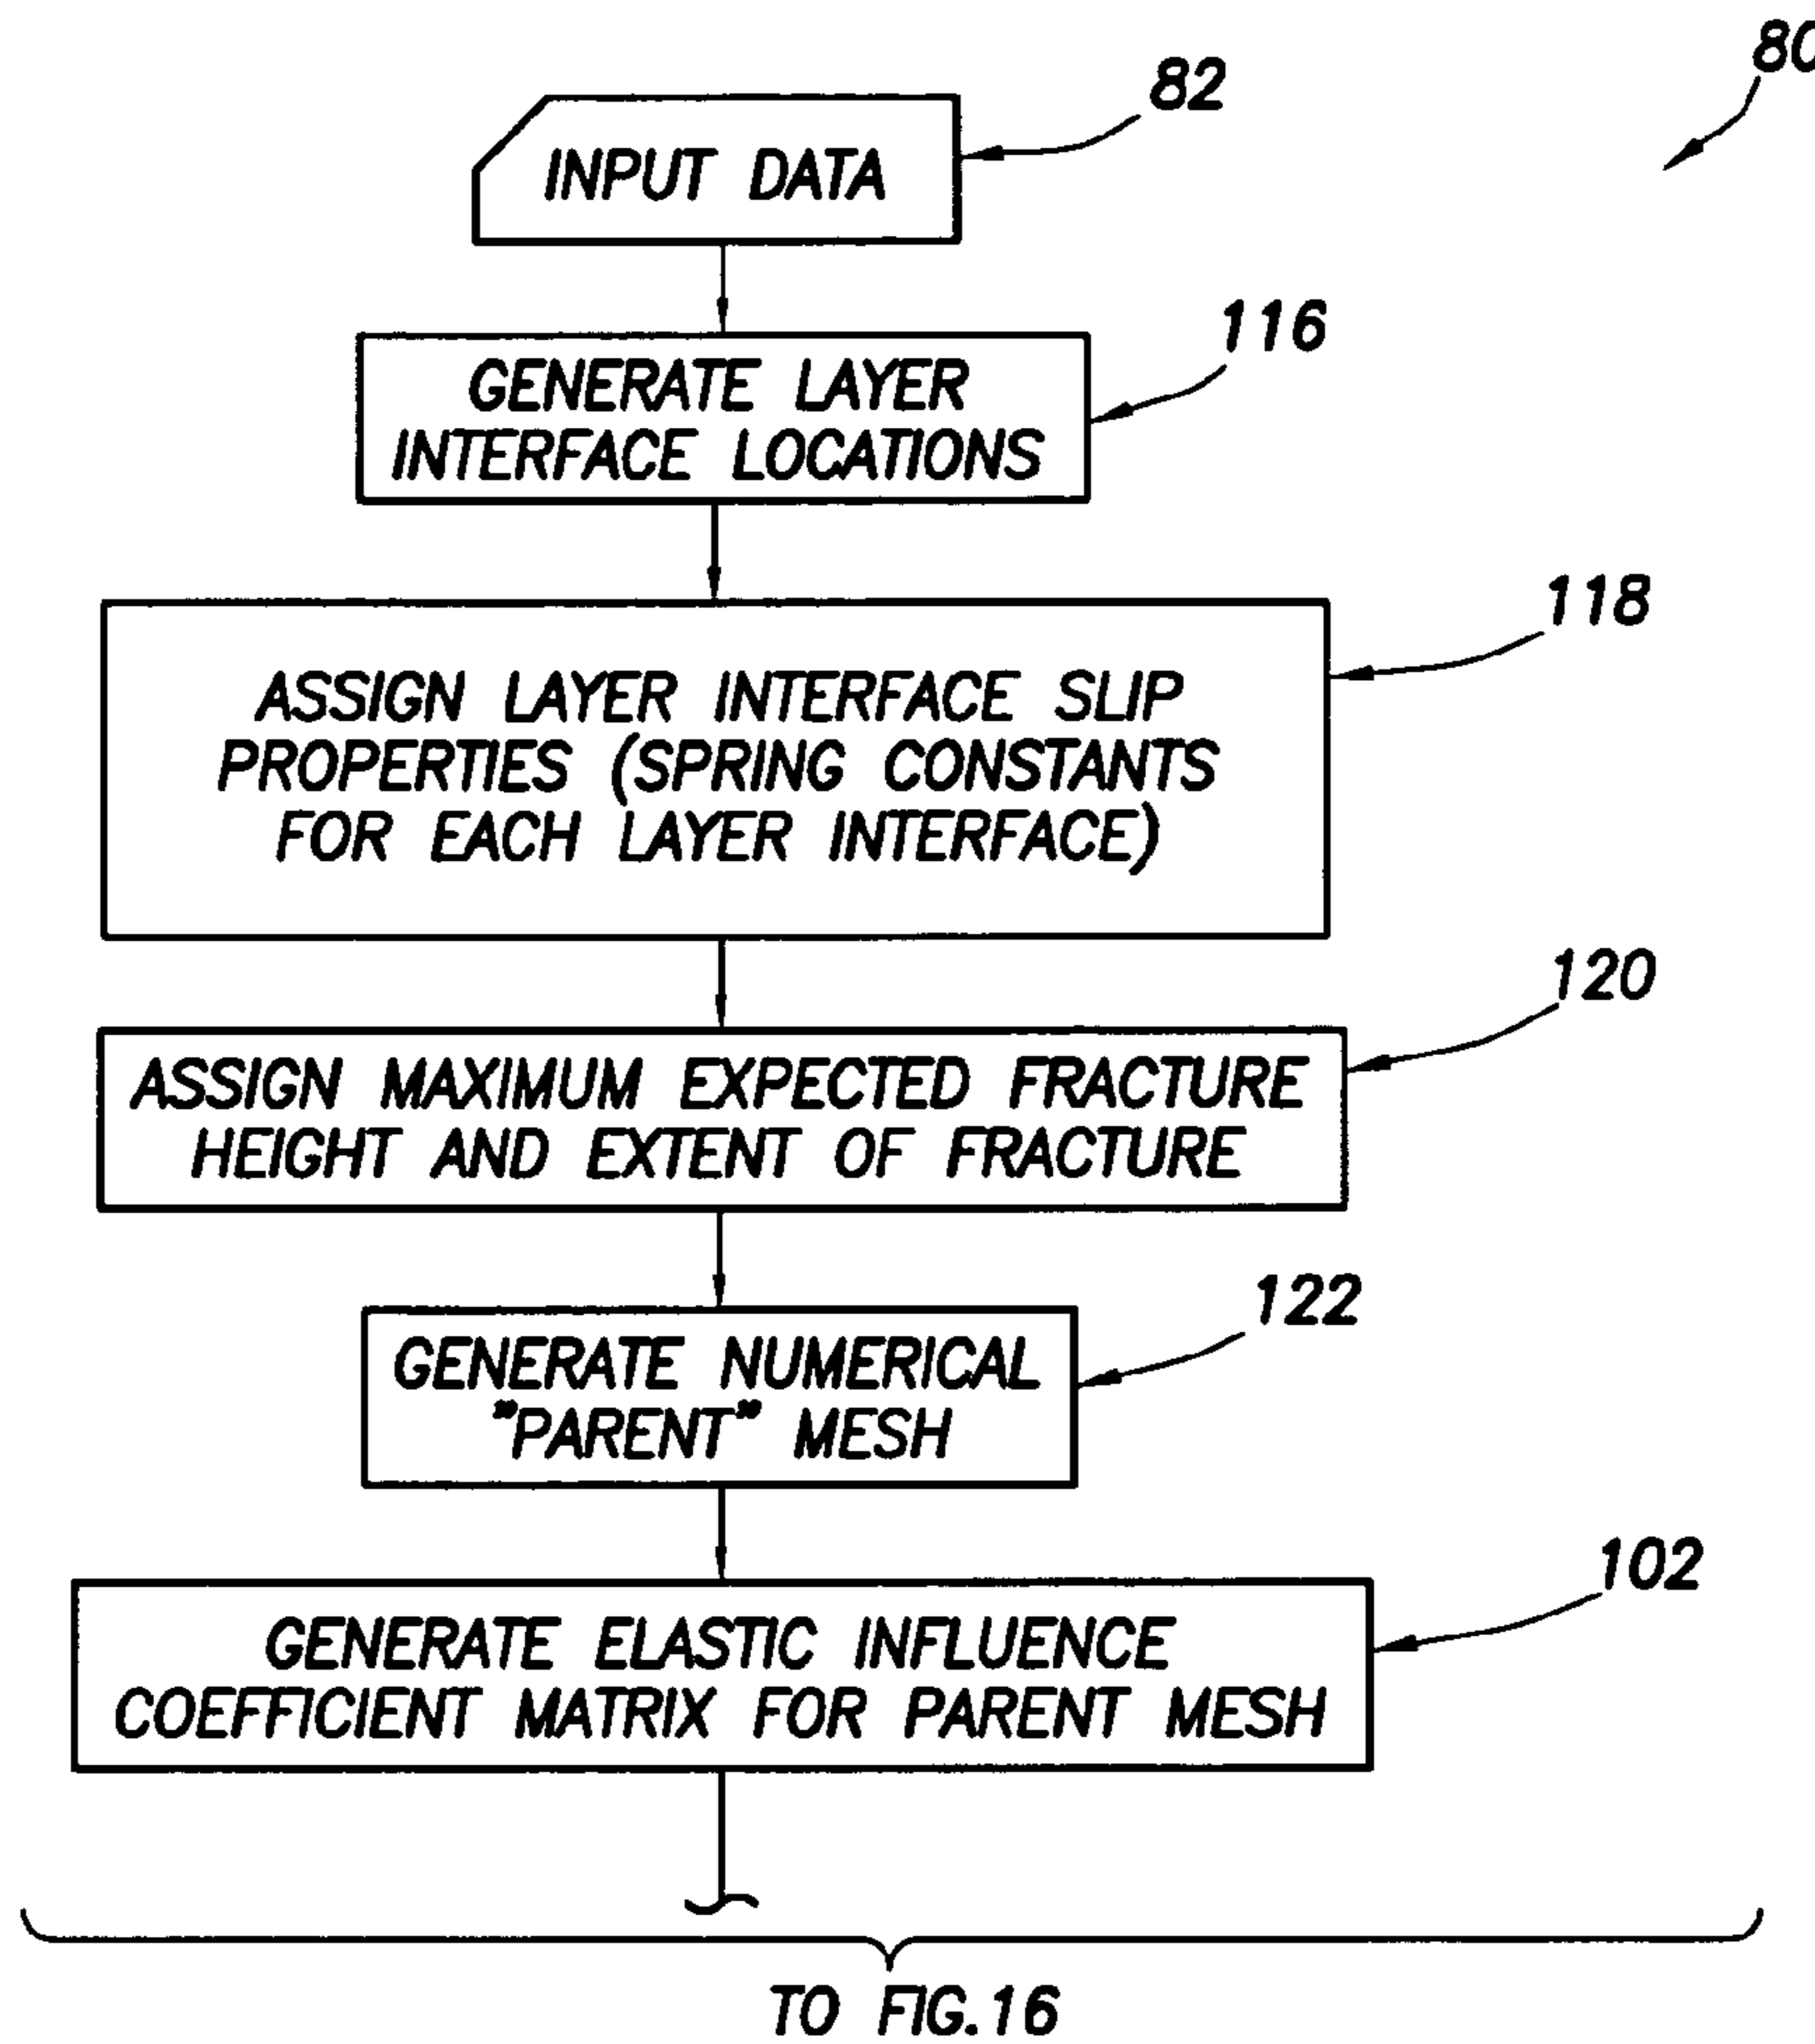 80
82
INPUT DATA
116
GENERATE LAYER
INTERFACE LOCATIONS
118
ASSIGN LAYER INTERFACE SLIP
PROPERTIES (SPRING CONSTANTS
FOR EACH LAYER INTERFACE)
120
ASSIGN MAXIMUM EXPECTED FRACTURE
HEIGHT AND EXTENT OF FRACTURE
122
GENERATE NUMERICAL
"PARENT" MESH
102
GENERATE ELASTIC INFLUENCE
COEFFICIENT MATRIX FOR PARENT MESH
TO FIG.16